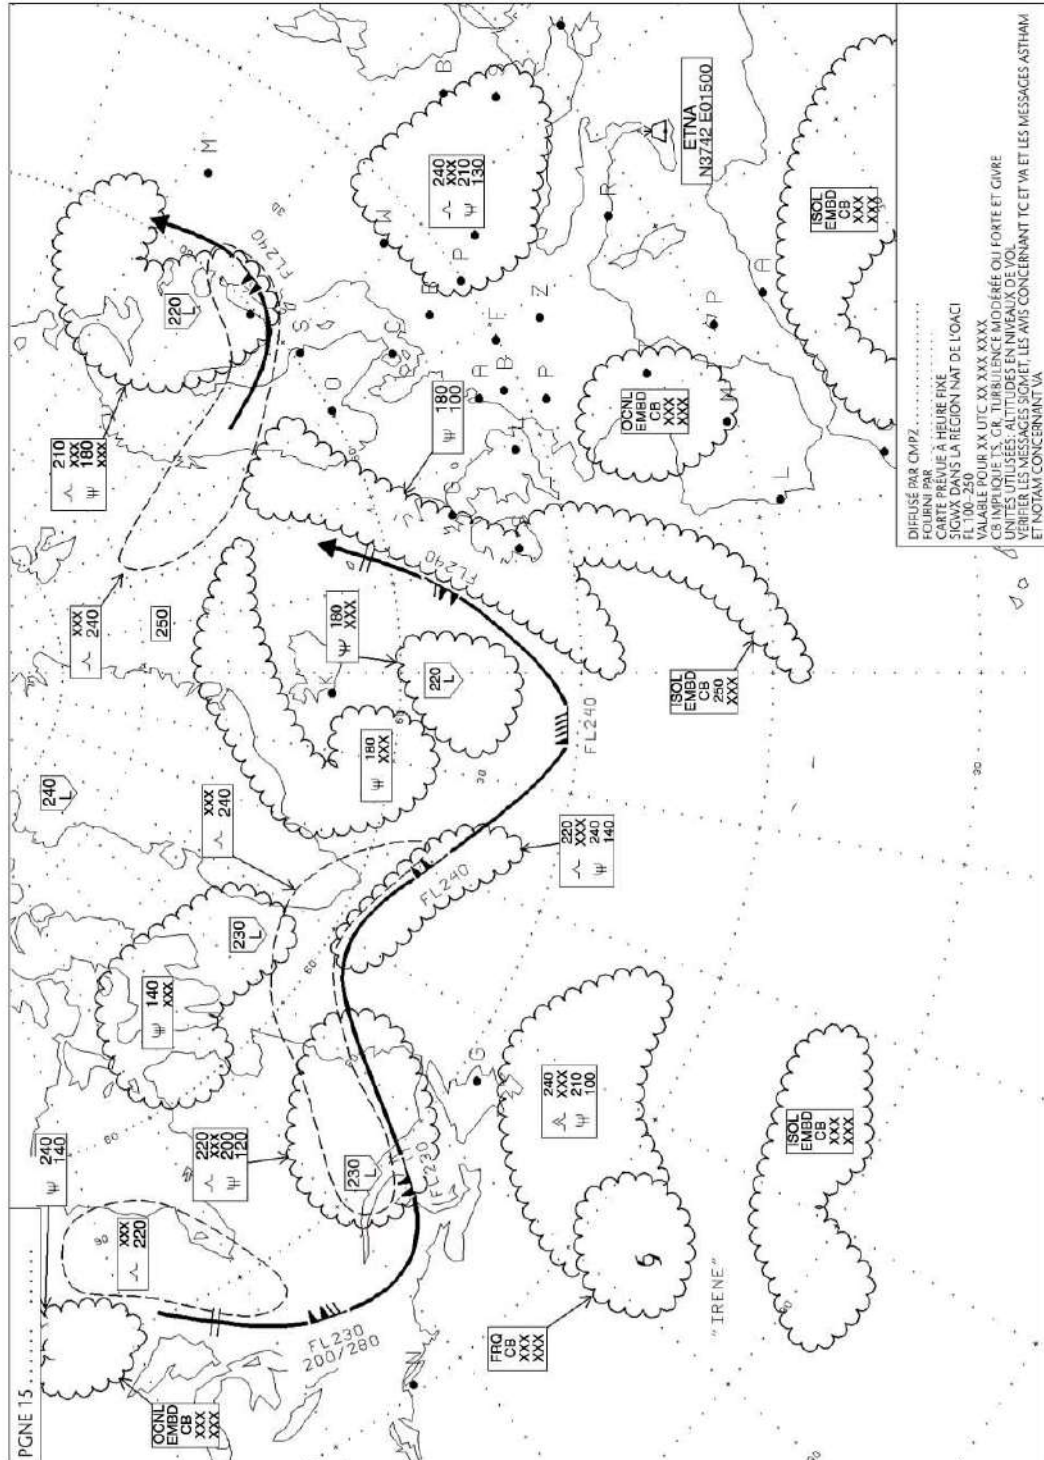 PGNE 15 . . . . . . . . . . . . . .
M
FL240
30
220
L
210
XXX
180
XXX
S
O
C
XXX
240
250
B
W
240
XXX
210
130
P
B
F
Z
B
A
P
180
100
R
ETNA
N3742 E01500
ISOL
EMBD
CB
XXX
XXX
A
P
OCNL
EMBD
CB
XXX
XXX
M
L
FL240
K
180
XXX
220
L
180
XXX
240
L
XXX
240
FL240
30
ISOL
EMBD
CB
250
XXX
30
230
L
140
XXX
60
FL240
220
XXX
240
140
240
140
60
220
XXX
200
120
230
L
FL230
G
240
XXX
210
100
XXX
220
FL230
200/280
N
OCNL
EMBD
CB
XXX
XXX
FRQ
CB
XXX
XXX
"IRENE"
ISOL
EMBD
CB
XXX
XXX
DIFFUSÉ PAR CMPZ . . . . . . . . . . . . . .
FOURNI PAR . . . . . . . . . . . .
CARTE PRÉVUE À HEURE FIXE
SIGWX DANS LA RÉGION NAT DE L'OACI
FL 100–250
VALABLE POUR XX UTC XX XXX XXXX
CB IMPLIQUE TS, GR, TURBULENCE MODÉRÉE OU FORTE ET GIVRE
UNITÉS UTILISÉES: ALTITUDES EN NIVEAUX DE VOL
VÉRIFIER LES MESSAGES SIGMET, LES AVIS CONCERNANT TC ET VA ET LES MESSAGES ASTHAM
ET NOTAM CONCERNANT VA